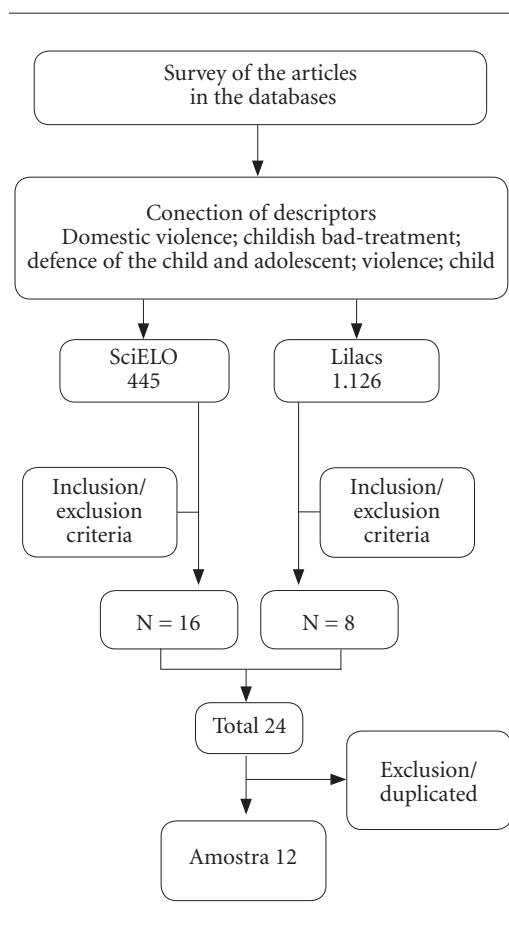 Survey of the articles
in the databases
Conection of descriptors
Domestic violence; childish bad-treatment;
defence of the child and adolescent; violence; child
SciELO
445
Lilacs
1.126
Inclusion/
exclusion
criteria
Inclusion/
exclusion
criteria
N = 16
N = 8
Total 24
Exclusion/
duplicated
Amostra 12